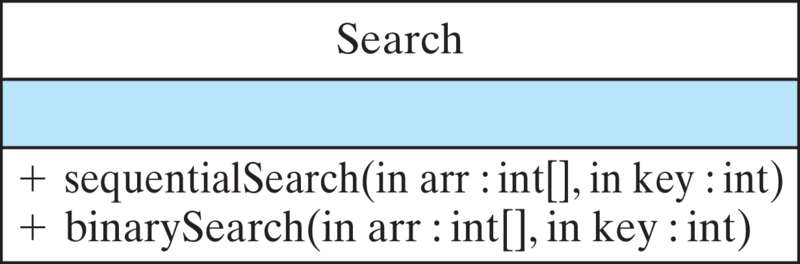 Search
+ sequentialSearch(in arr : int[], in key : int)
+ binarySearch(in arr : int[], in key : int)